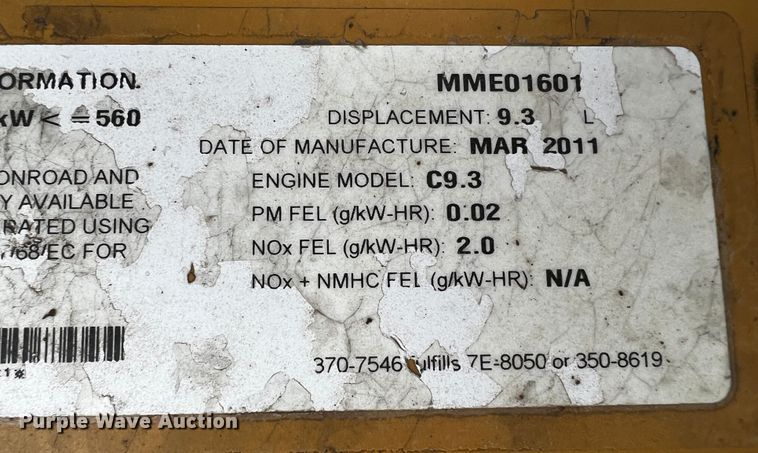 ORMATION. MME01601
kW <= 560 DISPLACEMENT: 9.3 L
DATE OF MANUFACTURE: MAR 2011
ONROAD AND ENGINE MODEL: C9.3
Y AVAILABLE PM FEL (g/kW-HR): 0.02
RATED USING NOx FEL (g/kW-HR): 2.0
/68/EC FOR NOx + NMHC FEL (g/kW-HR): N/A
370-7546 fulfills 7E-8050 or 350-8619
Purple Wave Auction